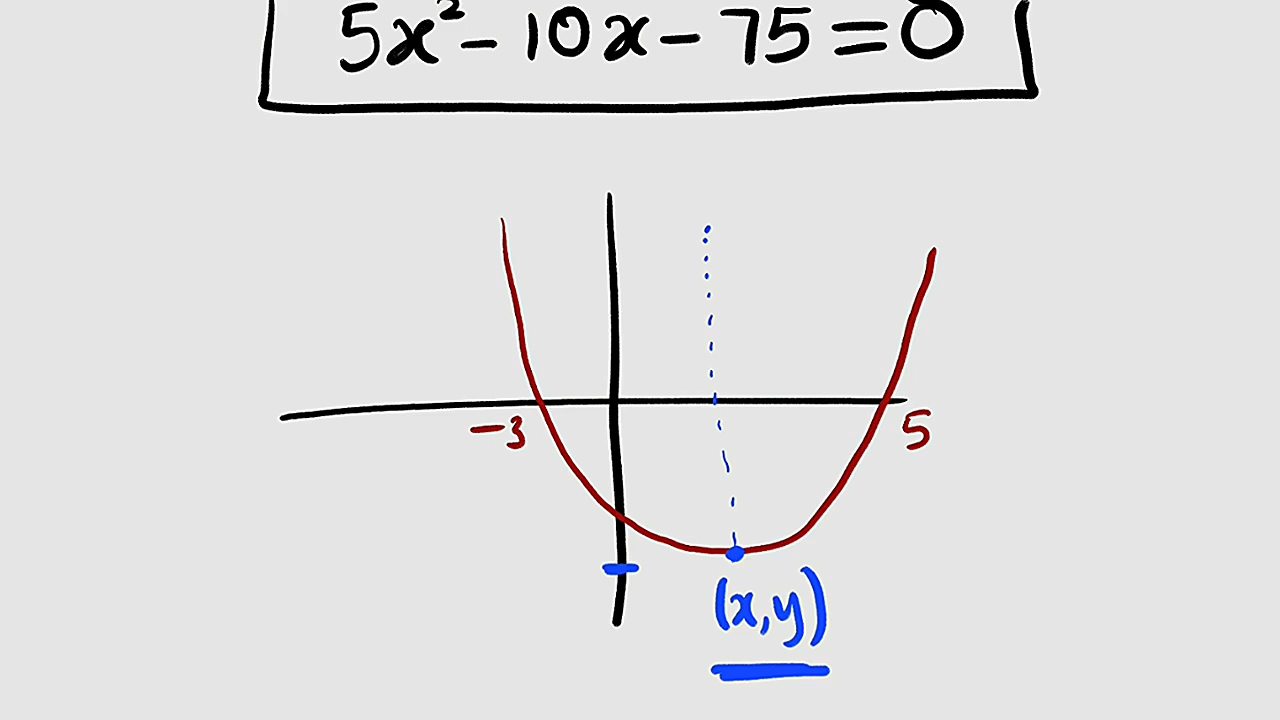 5x² - 10x - 75 = 0
-3
5
(x, y)